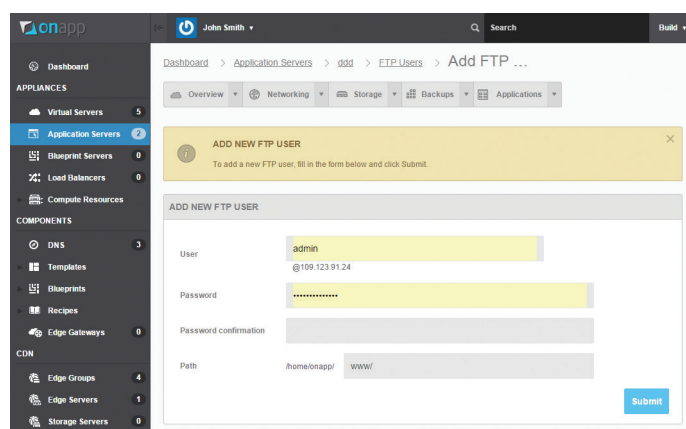 onapp
John Smith
Search
Build
Dashboard
APPLIANCES
Virtual Servers 5
Application Servers 2
Blueprint Servers 0
Load Balancers 0
Compute Resources
COMPONENTS
DNS 3
Templates
Blueprints
Recipes
Edge Gateways 0
CDN
Edge Groups 4
Edge Servers 1
Storage Servers 0
Dashboard > Application Servers > ddd > FTP Users > Add FTP ...
Overview Networking Storage Backups Applications
ADD NEW FTP USER
To add a new FTP user, fill in the form below and click Submit.
ADD NEW FTP USER
User admin
@109.123.91.24
Password ••••••••••••••
Password confirmation
Path /home/onapp/ www/
Submit